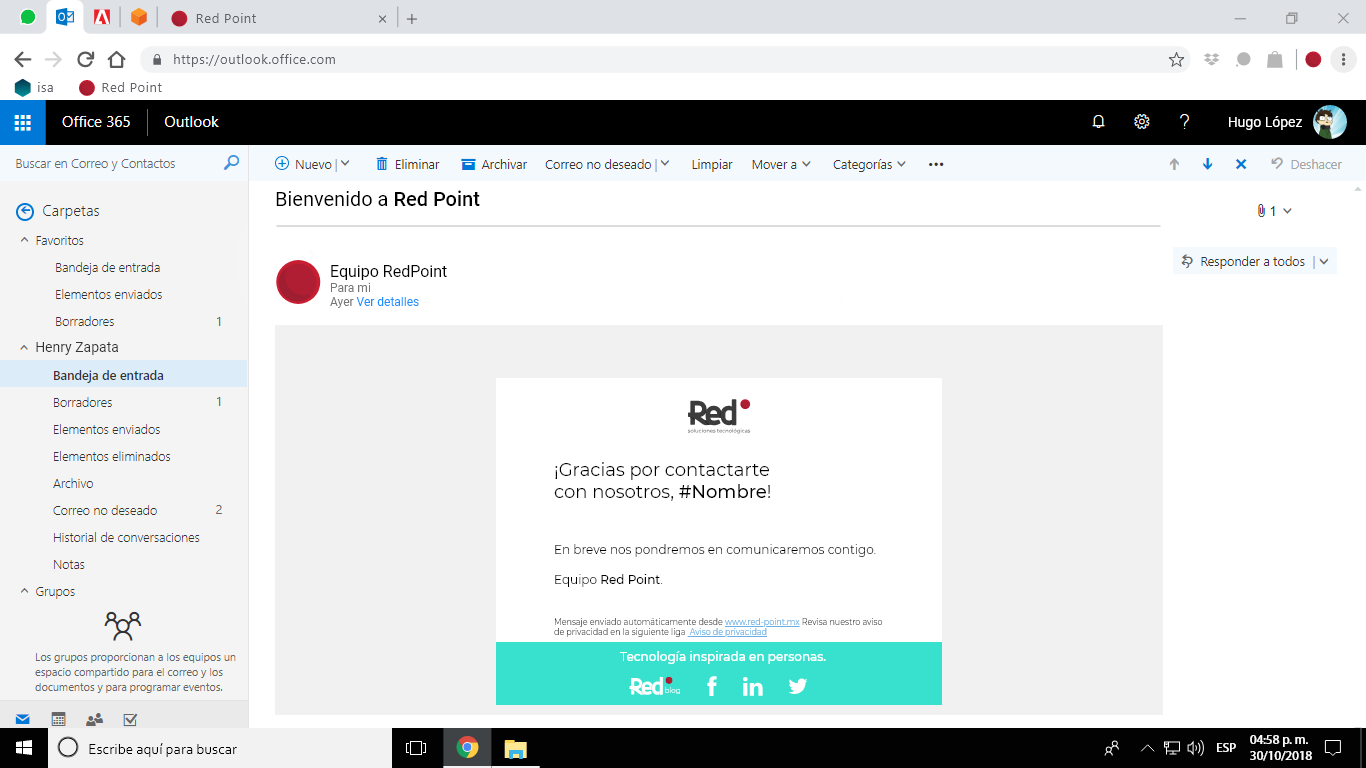 Red Point
https://outlook.office.com
isa
Red Point
Office 365
Outlook
Hugo López
Buscar en Correo y Contactos
Nuevo
Eliminar
Archivar
Correo no deseado
Limpiar
Mover a
Categorías
Deshacer
Carpetas
Favoritos
Bandeja de entrada
Elementos enviados
Borradores 1
Henry Zapata
Bandeja de entrada
Borradores 1
Elementos enviados
Elementos eliminados
Archivo
Correo no deseado 2
Historial de conversaciones
Notas
Grupos
Los grupos proporcionan a los equipos un
espacio compartido para el correo y los
documentos y para programar eventos.
Bienvenido a Red Point
1
Equipo RedPoint
Para mi
Ayer Ver detalles
Responder a todos
Red
soluciones tecnológicas
¡Gracias por contactarte
con nosotros, #Nombre!
En breve nos pondremos en comunicaremos contigo.
Equipo Red Point.
Mensaje enviado automáticamente desde www.red-point.mx Revisa nuestro aviso
de privacidad en la siguiente liga Aviso de privacidad
Tecnología inspirada en personas.
Red blog
Escribe aquí para buscar
ESP
04:58 p. m.
30/10/2018